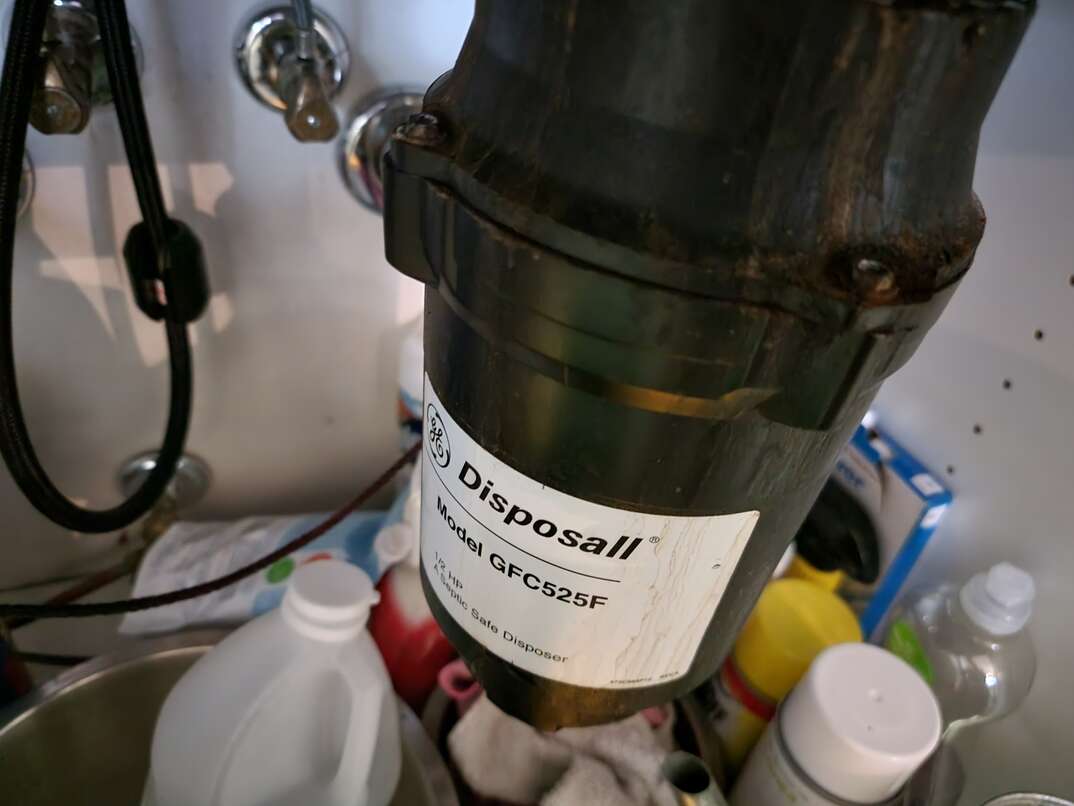 GE
Disposall®
Model GFC525F
1/2 HP
A Septic Safe Disposer